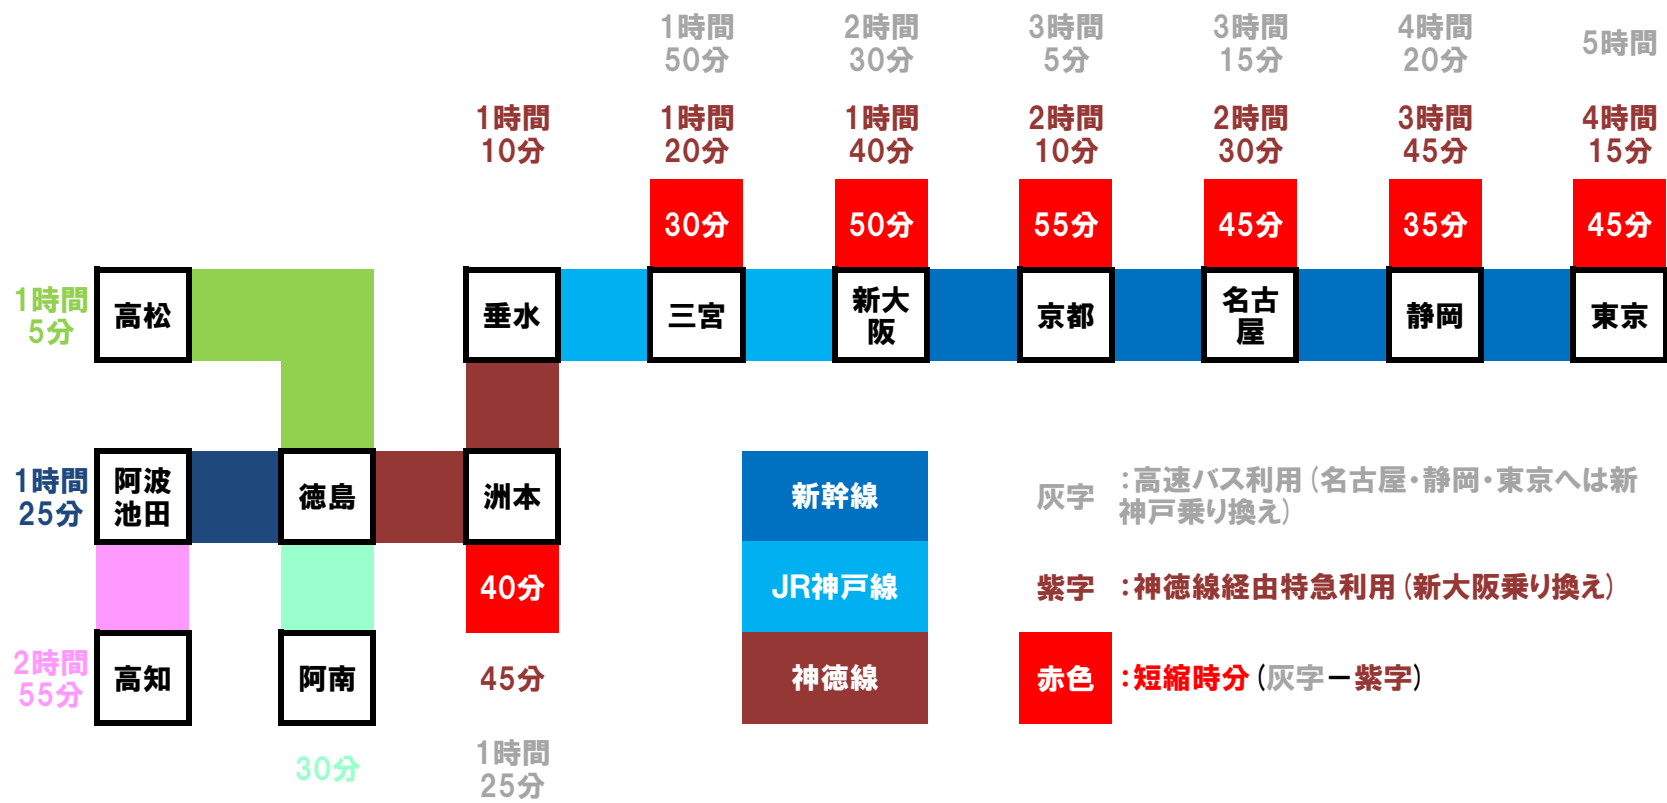 1時間
50分
2時間
30分
3時間
5分
3時間
15分
4時間
20分
5時間
1時間
10分
1時間
20分
1時間
40分
2時間
10分
2時間
30分
3時間
45分
4時間
15分
30分
50分
55分
45分
35分
45分
1時間
5分
高松
垂水
三宮
新大
阪
京都
名古
屋
静岡
東京
1時間
25分
阿波
池田
徳島
洲本
新幹線
灰字
：高速バス利用（名古屋・静岡・東京へは新
神戸乗り換え）
40分
JR神戸線
紫字
：神徳線経由特急利用（新大阪乗り換え）
2時間
55分
高知
阿南
45分
神徳線
赤色
：短縮時分（灰字－紫字）
30分
1時間
25分